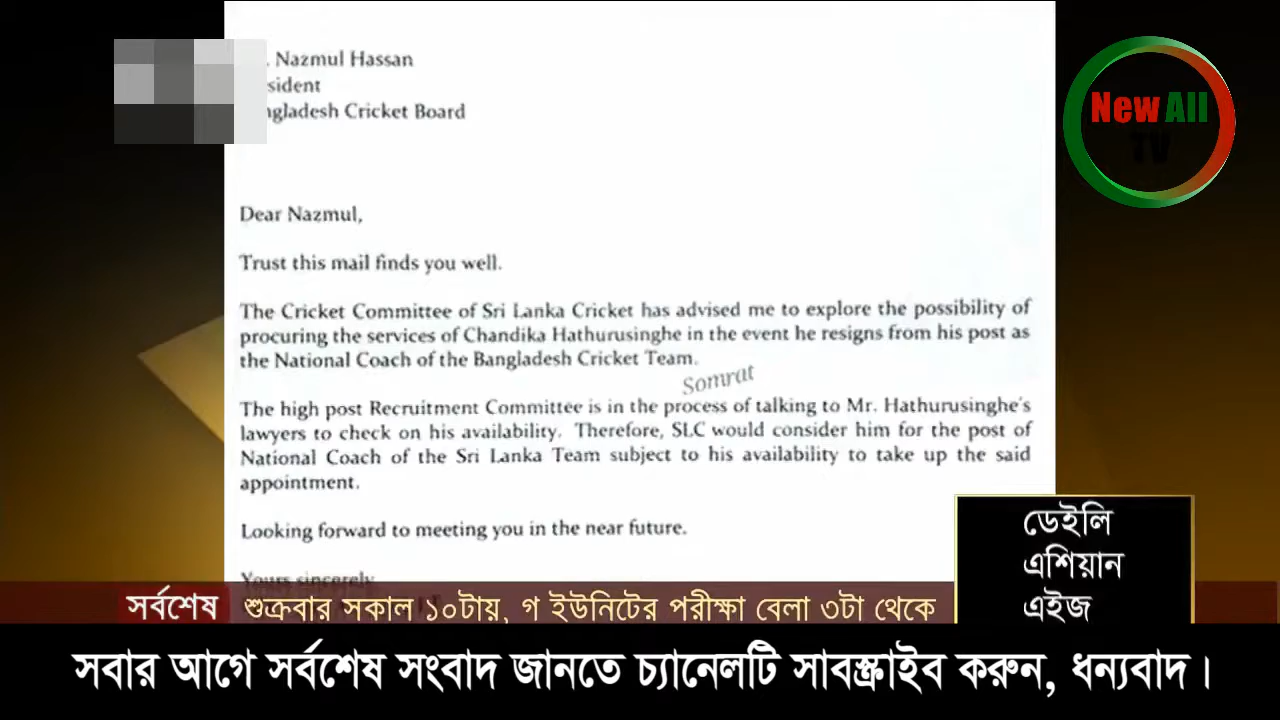 . Nazmul Hassan
sident
ngladesh Cricket Board
New All
TV
Dear Nazmul,
Trust this mail finds you well.
The Cricket Committee of Sri Lanka Cricket has advised me to explore the possibility of
procuring the services of Chandika Hathurusinghe in the event he resigns from his post as
the National Coach of the Bangladesh Cricket Team.
Somrat
The high post Recruitment Committee is in the process of talking to Mr. Hathurusinghe's
lawyers to check on his availability. Therefore, SLC would consider him for the post of
National Coach of the Sri Lanka Team subject to his availability to take up the said
appointment.
Looking forward to meeting you in the near future.
Yours sincerely
ডেইলি
এশিয়ান
এইজ
সর্বশেষ শুক্রবার সকাল ১০টায়, গ ইউনিটের পরীক্ষা বেলা ৩টা থেকে
সবার আগে সর্বশেষ সংবাদ জানতে চ্যানেলটি সাবস্ক্রাইব করুন, ধন্যবাদ।